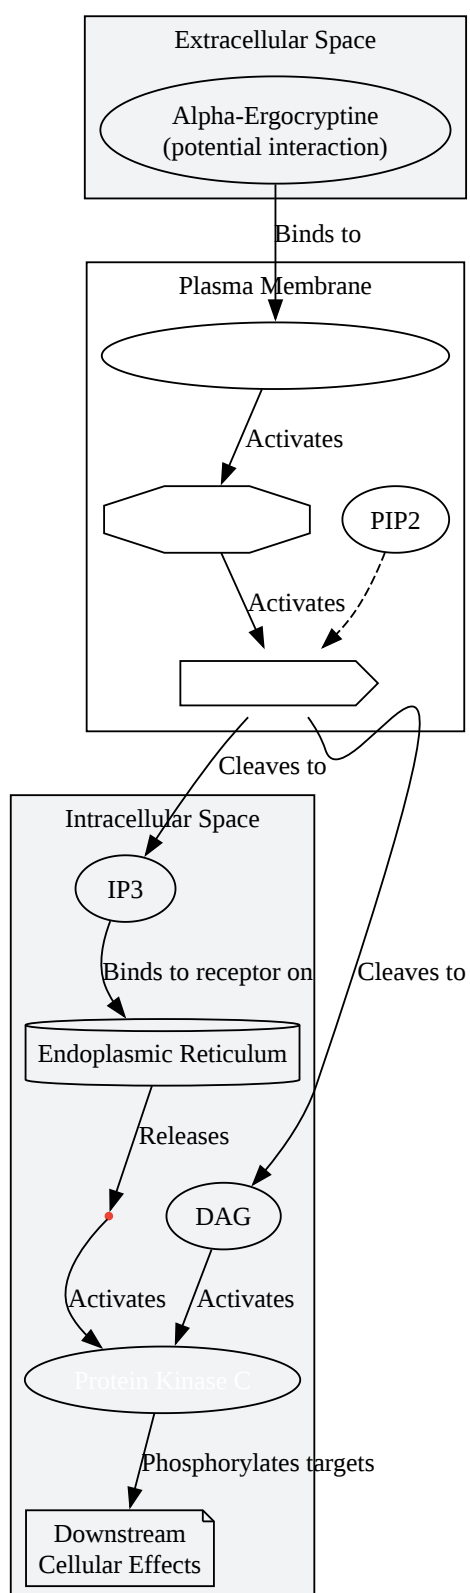 Extracellular Space
Alpha-Ergocryptine
(potential interaction)
Binds to
Plasma Membrane
Activates
PIP2
Activates
Cleaves to
Intracellular Space
IP3
Binds to receptor on
Cleaves to
Endoplasmic Reticulum
Releases
DAG
Activates
Activates
Protein Kinase C
Phosphorylates targets
Downstream
Cellular Effects